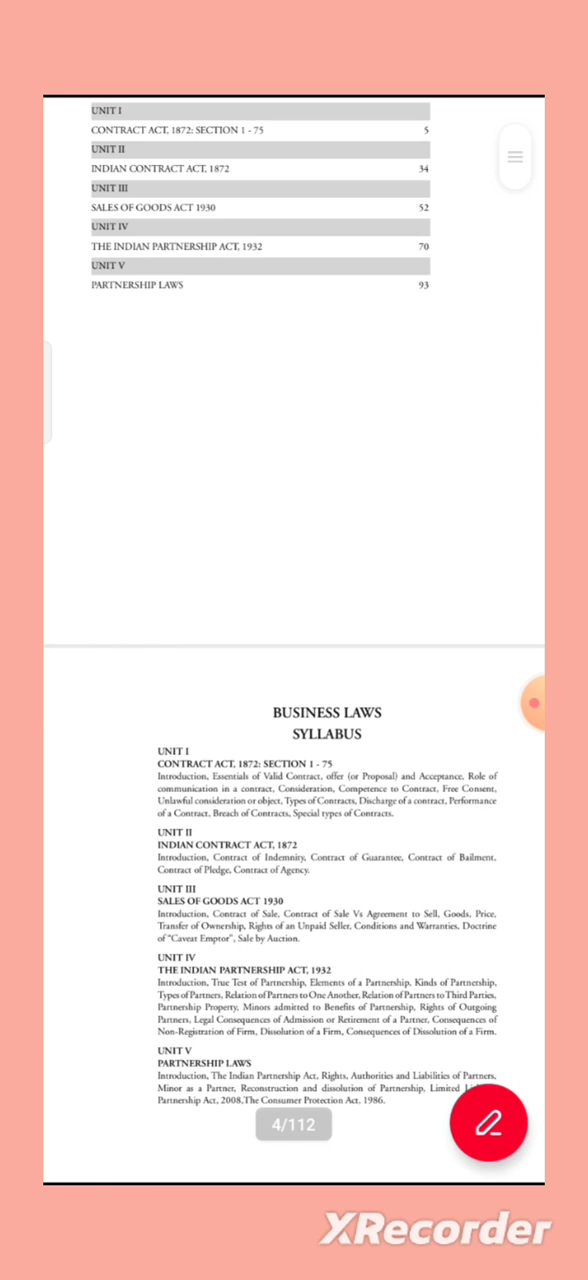 UNIT I
CONTRACT ACT, 1872: SECTION 1 - 75 5
UNIT II
INDIAN CONTRACT ACT, 1872 34
UNIT III
SALES OF GOODS ACT 1930 52
UNIT IV
THE INDIAN PARTNERSHIP ACT, 1932 70
UNIT V
PARTNERSHIP LAWS 93
BUSINESS LAWS
SYLLABUS
UNIT I
CONTRACT ACT, 1872: SECTION 1 - 75
Introduction, Essentials of Valid Contract, offer (or Proposal) and Acceptance, Role of
communication in a contract, Consideration, Competence to Contract, Free Consent,
Unlawful consideration or object, Types of Contracts, Discharge of a contract, Performance
of a Contract, Breach of Contracts, Special types of Contracts.
UNIT II
INDIAN CONTRACT ACT, 1872
Introduction, Contract of Indemnity, Contract of Guarantee, Contract of Bailment,
Contract of Pledge, Contract of Agency.
UNIT III
SALES OF GOODS ACT 1930
Introduction, Contract of Sale, Contract of Sale Vs Agreement to Sell, Goods, Price,
Transfer of Ownership, Rights of an Unpaid Seller, Conditions and Warranties, Doctrine
of "Caveat Emptor", Sale by Auction.
UNIT IV
THE INDIAN PARTNERSHIP ACT, 1932
Introduction, True Test of Partnership, Elements of a Partnership, Kinds of Partnership,
Types of Partners, Relation of Partners to One Another, Relation of Partners to Third Parties,
Partnership Property, Minors admitted to Benefits of Partnership, Rights of Outgoing
Partners, Legal Consequences of Admission or Retirement of a Partner, Consequences of
Non-Registration of Firm, Dissolution of a Firm, Consequences of Dissolution of a Firm.
UNIT V
PARTNERSHIP LAWS
Introduction, The Indian Partnership Act, Rights, Authorities and Liabilities of Partners,
Minor as a Partner, Reconstruction and dissolution of Partnership, Limited
Partnership Act, 2008,The Consumer Protection Act, 1986.
4/112
XRecorder